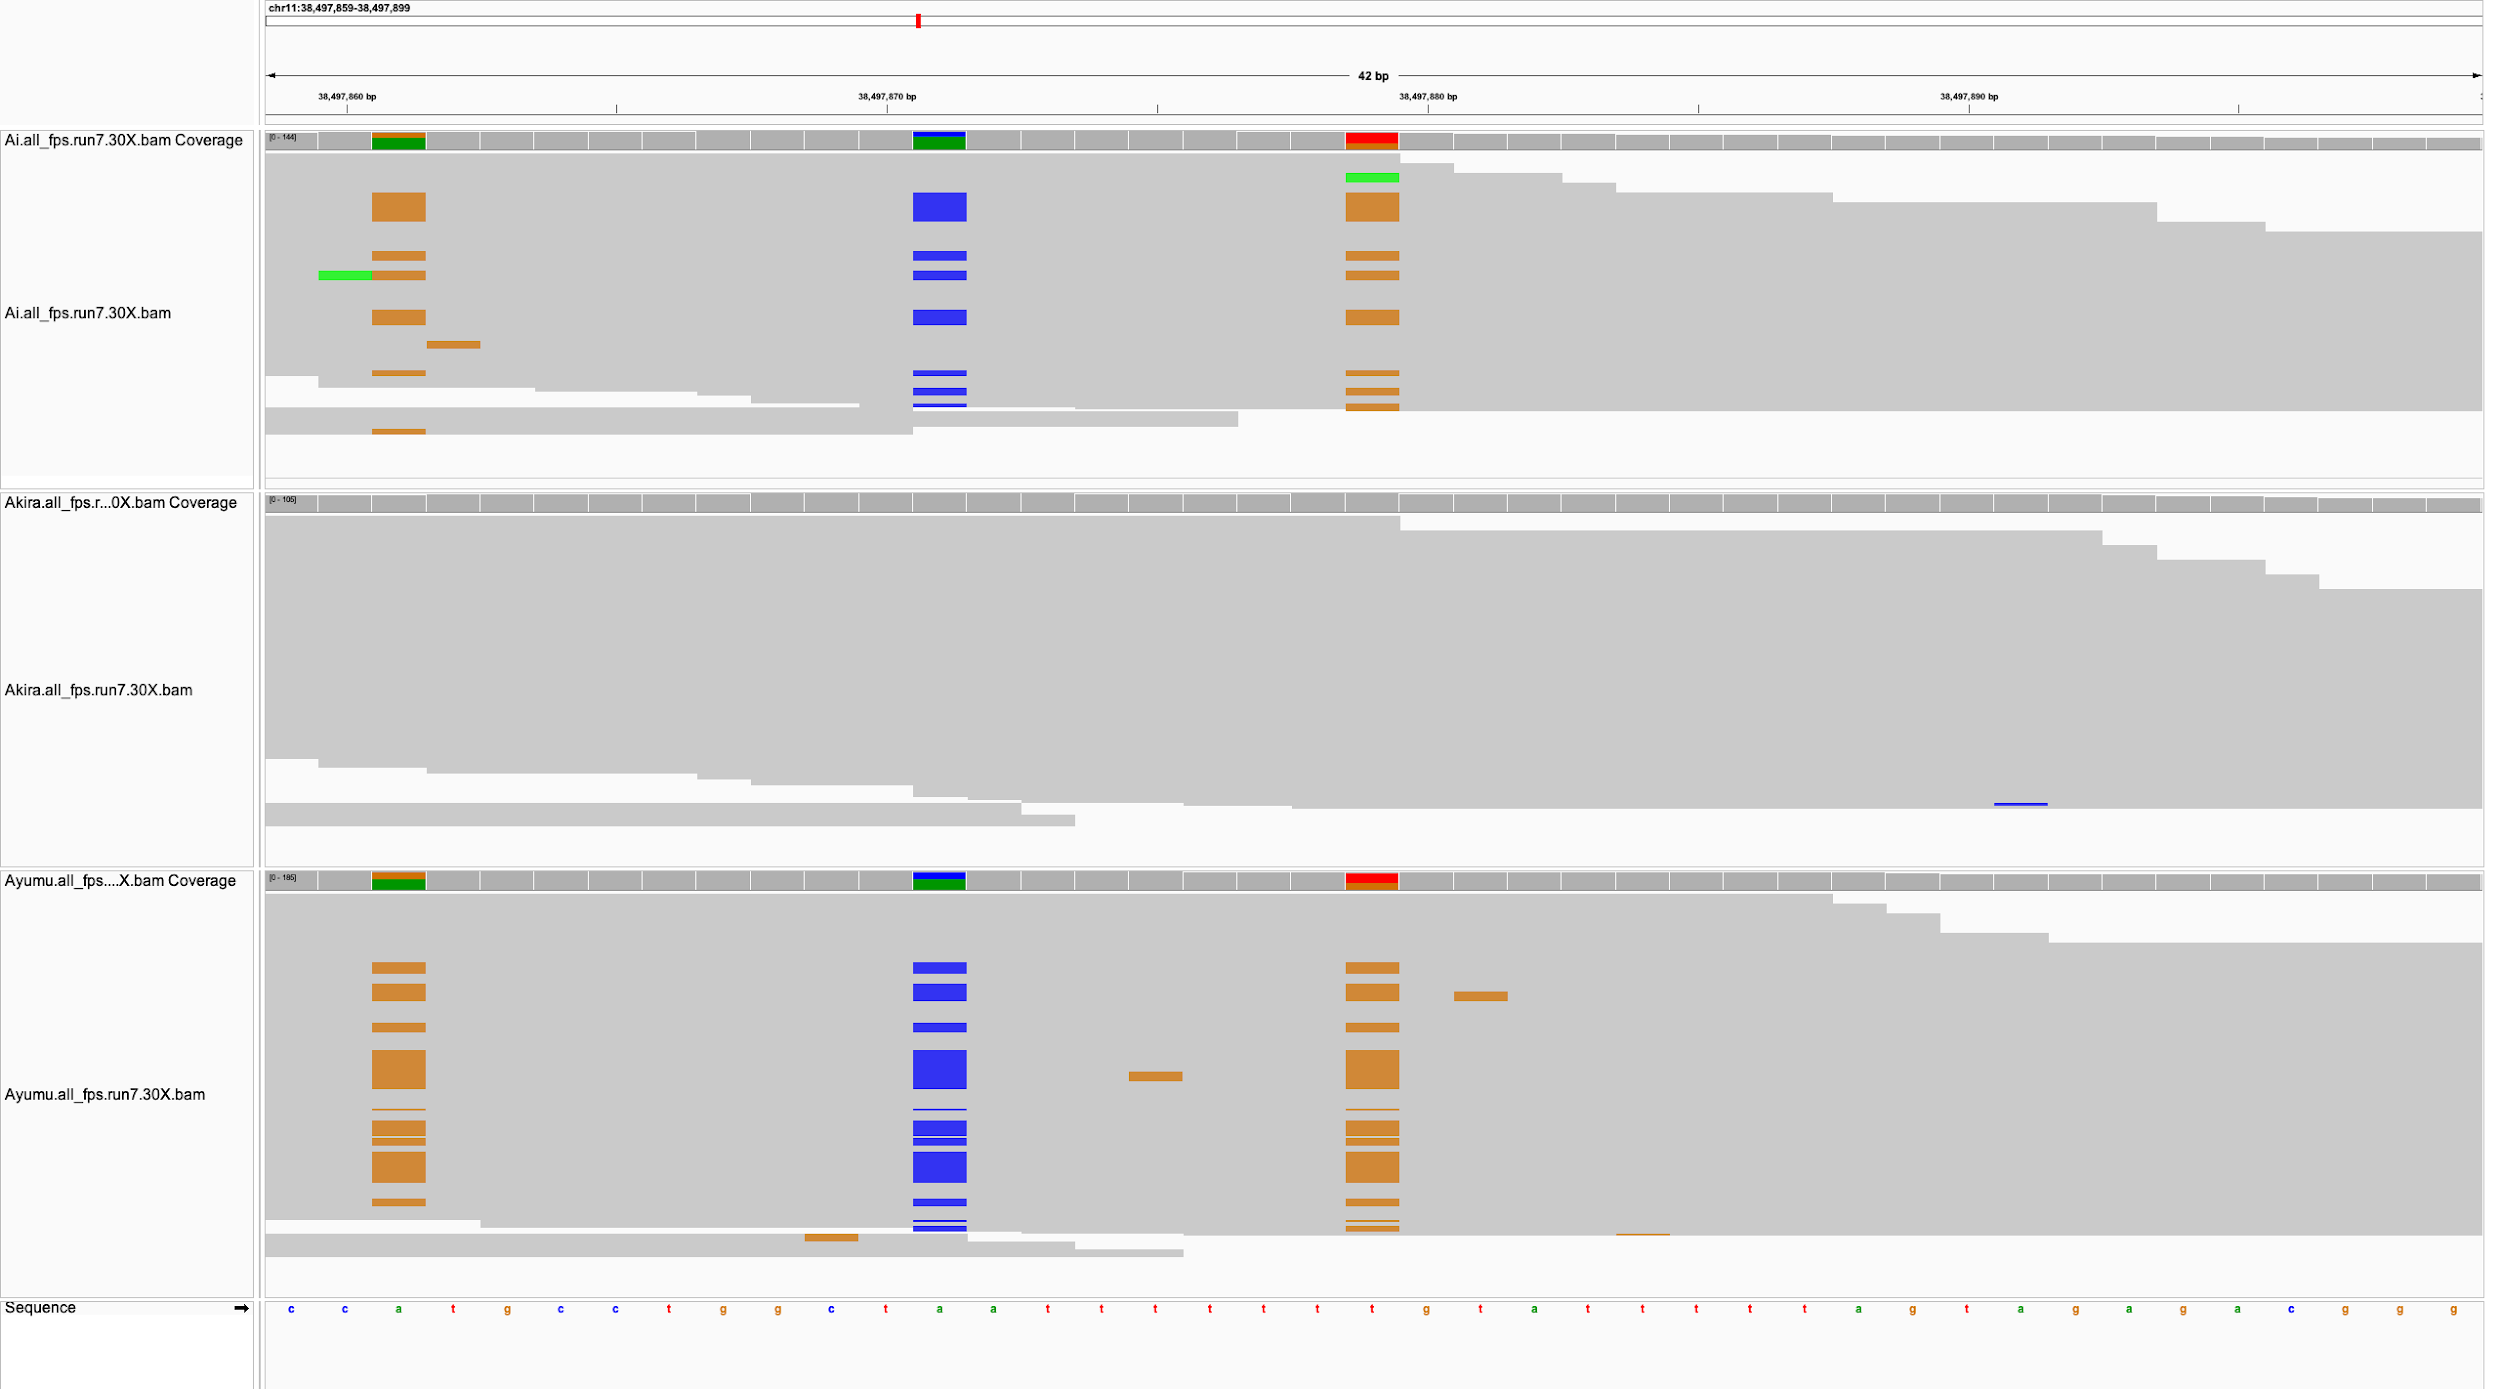 chr11:38,497,859-38,497,899
42 bp
38,497,860 bp 38,497,870 bp 38,497,880 bp 38,497,890 bp
Ai.all_fps.run7.30X.bam Coverage
[0 - 144]
Ai.all_fps.run7.30X.bam
Akira.all_fps.r...0X.bam Coverage
[0 - 105]
Akira.all_fps.run7.30X.bam
Ayumu.all_fps....X.bam Coverage
[0 - 185]
Ayumu.all_fps.run7.30X.bam
Sequence c c a t g c c t g g c t a a t t t t t t t g t a t t t t t a g t a g a g a c g g g